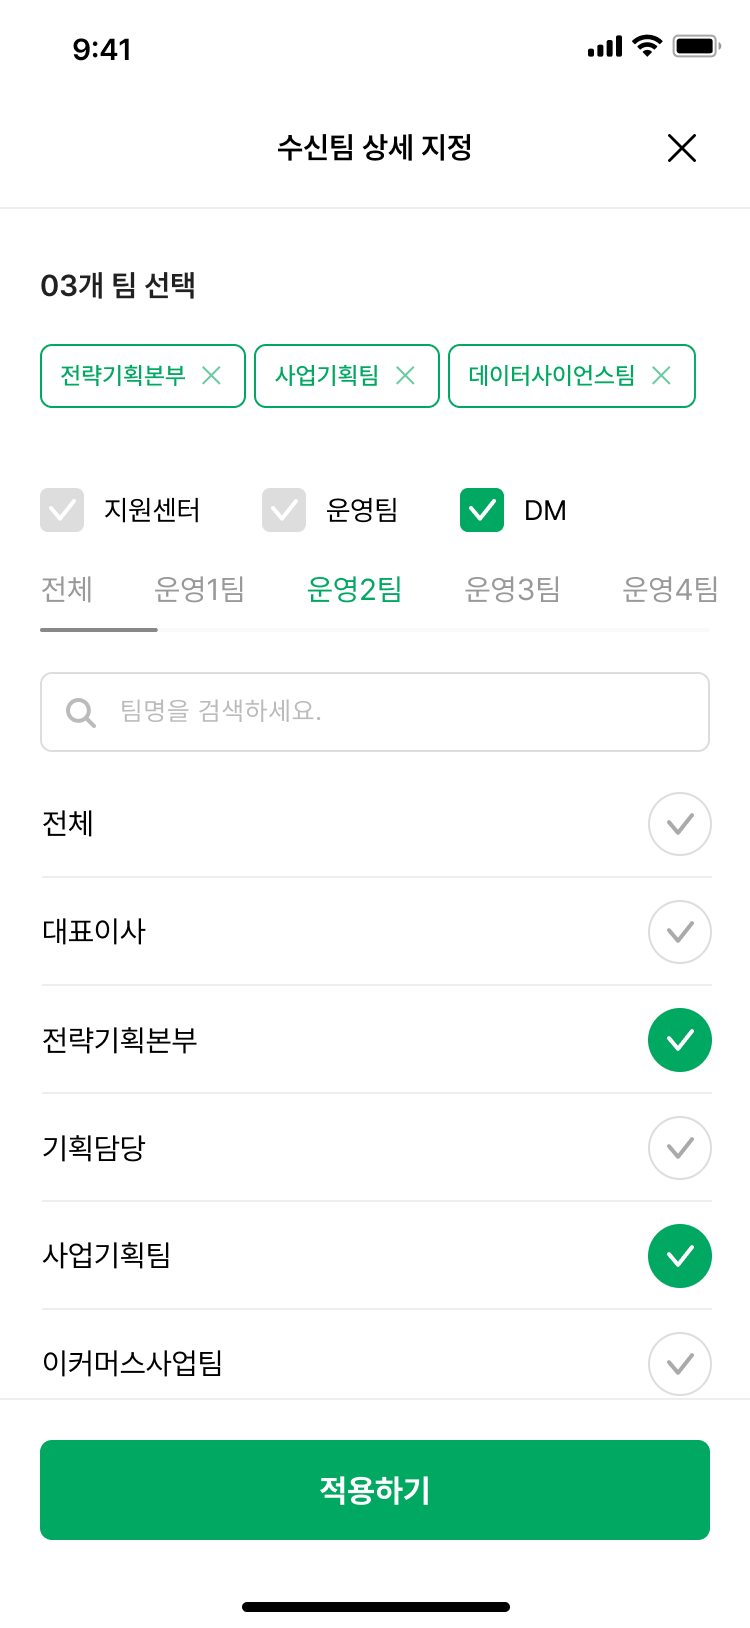 9:41
수신팀 상세 지정
03개 팀 선택
전략기획본부 사업기획팀 데이터사이언스팀
지원센터 운영팀 DM
전체 운영1팀 운영2팀 운영3팀 운영4팀
팀명을 검색하세요.
전체
대표이사
전략기획본부
기획담당
사업기획팀
이커머스사업팀
적용하기